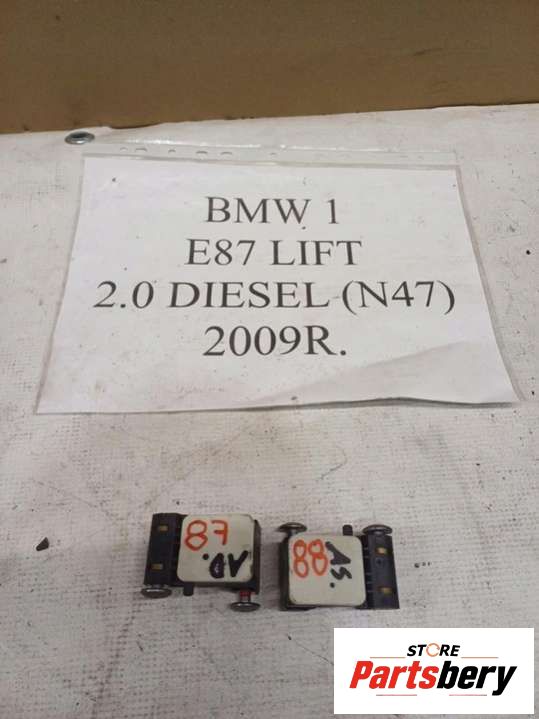 BMW 1
E87 LIFT
2.0 DIESEL (N47)
2009R.
87
AD.
AS.
88
STORE
Partsbery